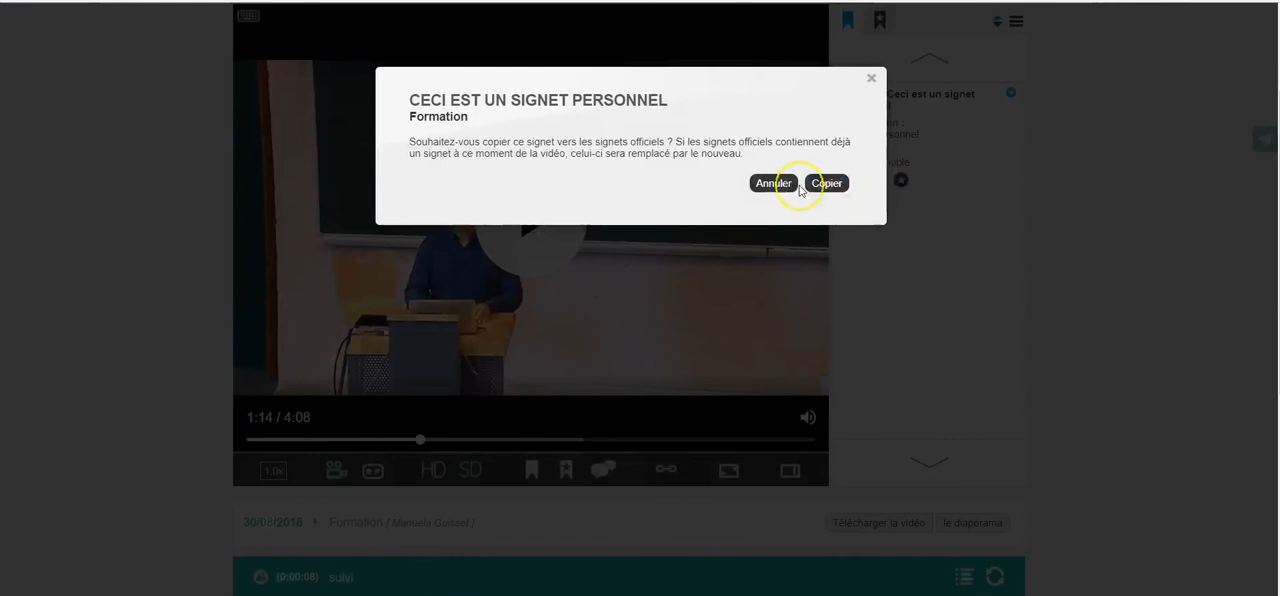 CECI EST UN SIGNET PERSONNEL
Formation
Souhaitez-vous copier ce signet vers les signets officiels ? Si les signets officiels contiennent déjà
un signet à ce moment de la vidéo, celui-ci sera remplacé par le nouveau.
Annuler Copier
Ceci est un signet
1:14 / 4:08
1.0x HD SD
30/08/2018 Formation ( Manuela Guisset )
Télécharger la vidéo le diaporama
(0:00:08) suivi